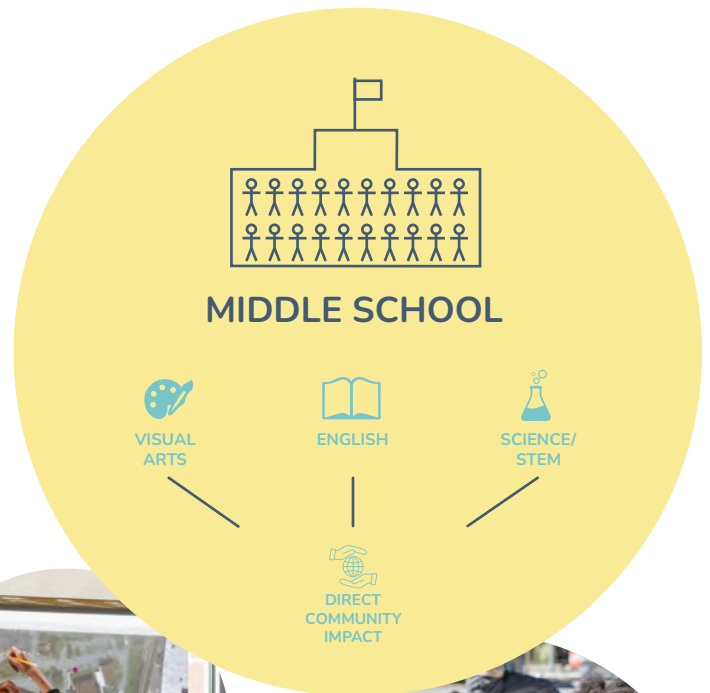 MIDDLE SCHOOL
VISUAL
ARTS
ENGLISH
SCIENCE/
STEM
DIRECT
COMMUNITY
IMPACT